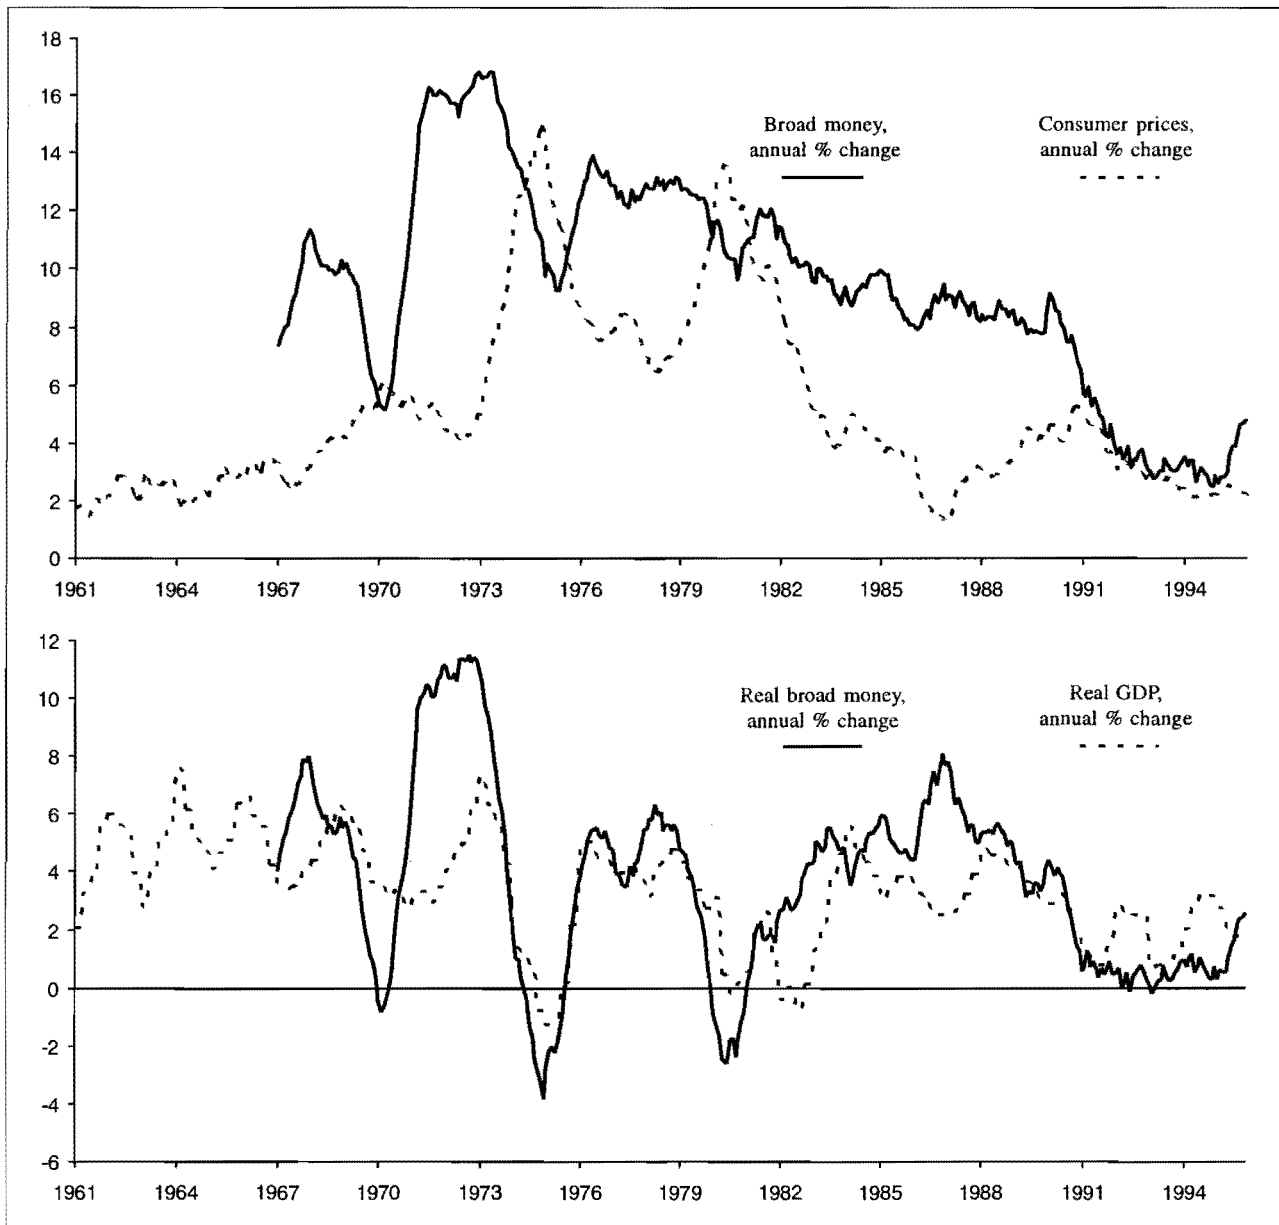 18
16
14
12
10
8
6
4
2
0
Broad money,
annual % change
Consumer prices,
annual % change
1961 1964 1967 1970 1973 1976 1979 1982 1985 1988 1991 1994
12
10
8
6
4
2
0
-2
-4
-6
Real broad money,
annual % change
Real GDP,
annual % change
1961 1964 1967 1970 1973 1976 1979 1982 1985 1988 1991 1994